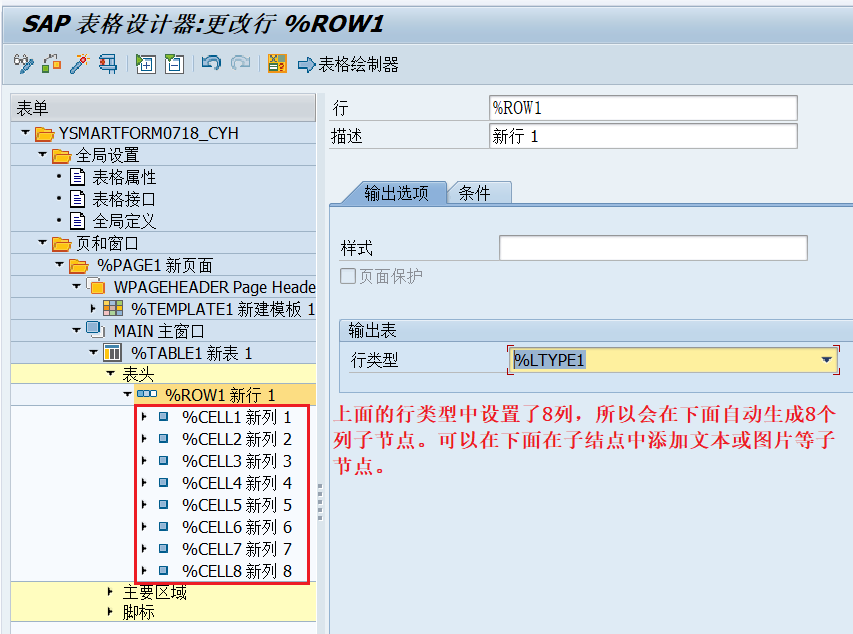 SAP 表格设计器:更改行 %ROW1
表格绘制器
表单
YSMARTFORM0718_CYH
全局设置
表格属性
表格接口
全局定义
页和窗口
%PAGE1 新页面
WPAGEHEADER Page Heade
%TEMPLATE1 新建模板 1
MAIN 主窗口
%TABLE1 新表 1
表头
%ROW1 新行 1
%CELL1 新列 1
%CELL2 新列 2
%CELL3 新列 3
%CELL4 新列 4
%CELL5 新列 5
%CELL6 新列 6
%CELL7 新列 7
%CELL8 新列 8
主要区域
脚标
行 %ROW1
描述 新行 1
输出选项 条件
样式
页面保护
输出表
行类型 %LTYPE1
上面的行类型中设置了8列，所以会在下面自动生成8个
列子节点。可以在下面在子结点中添加文本或图片等子
节点。